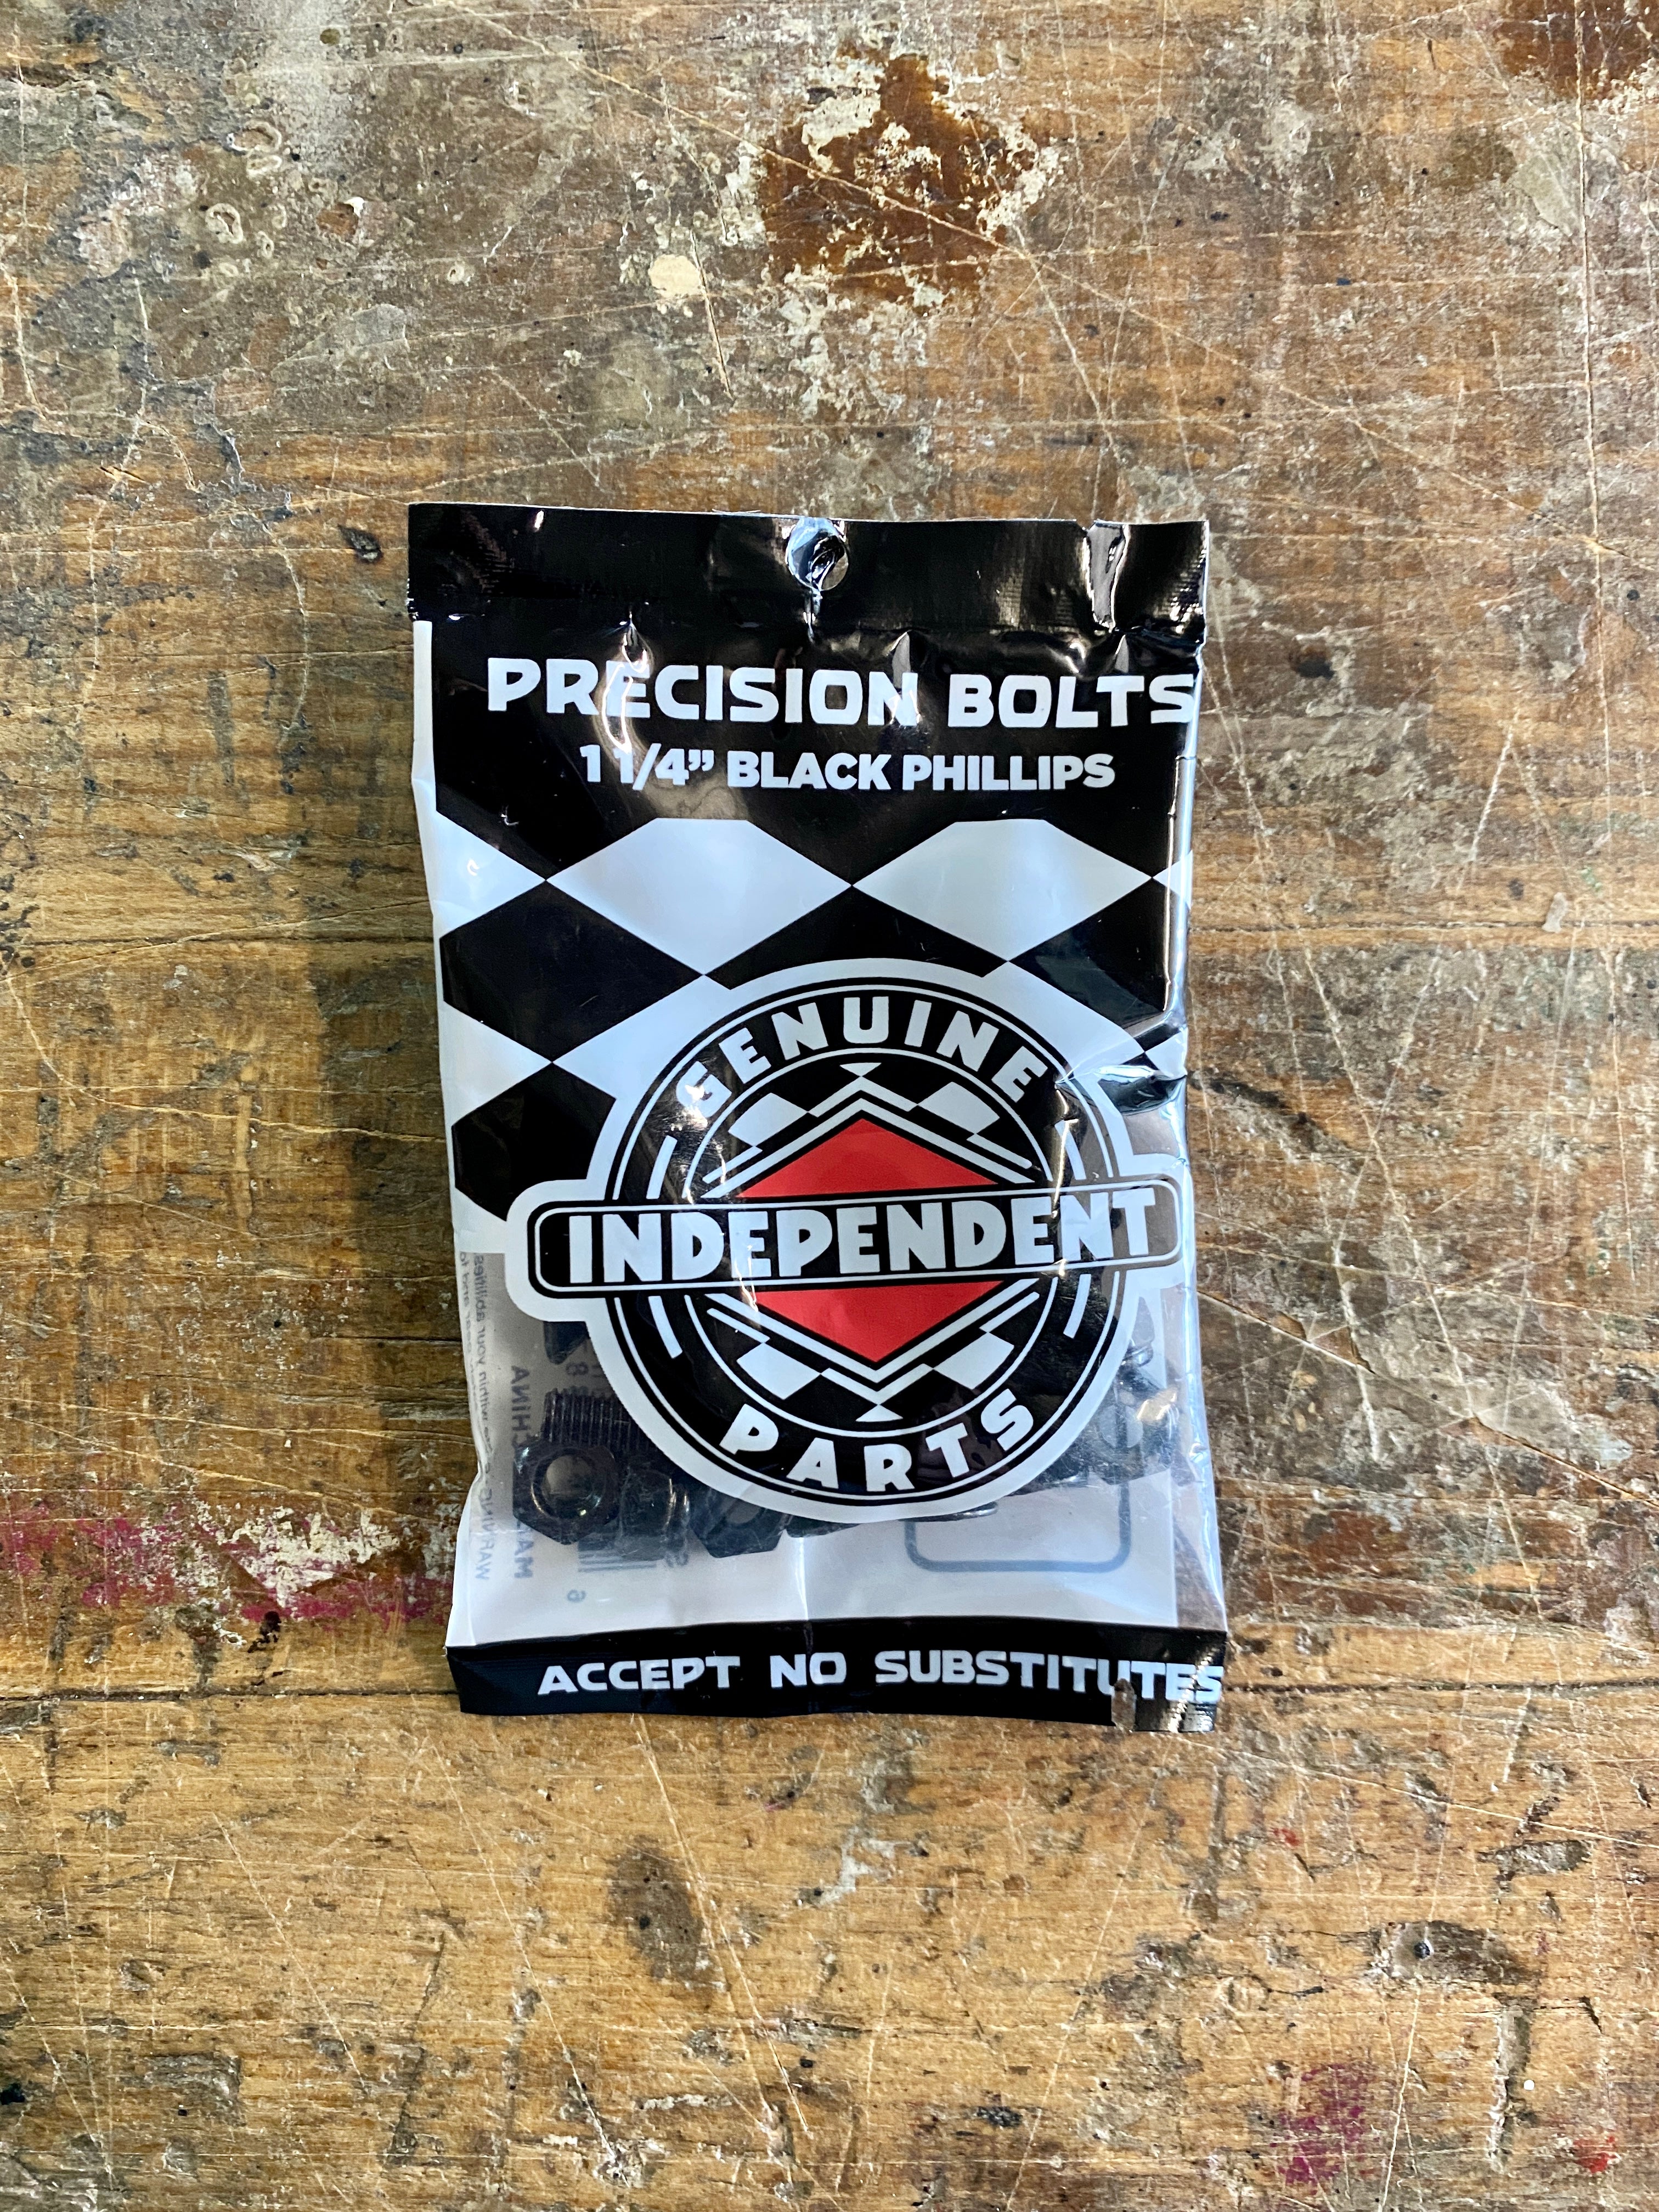 PRECISION BOLTS
1 1/4” BLACK PHILLIPS
GENUINE
INDEPENDENT
PARTS
ACCEPT NO SUBSTITUTES